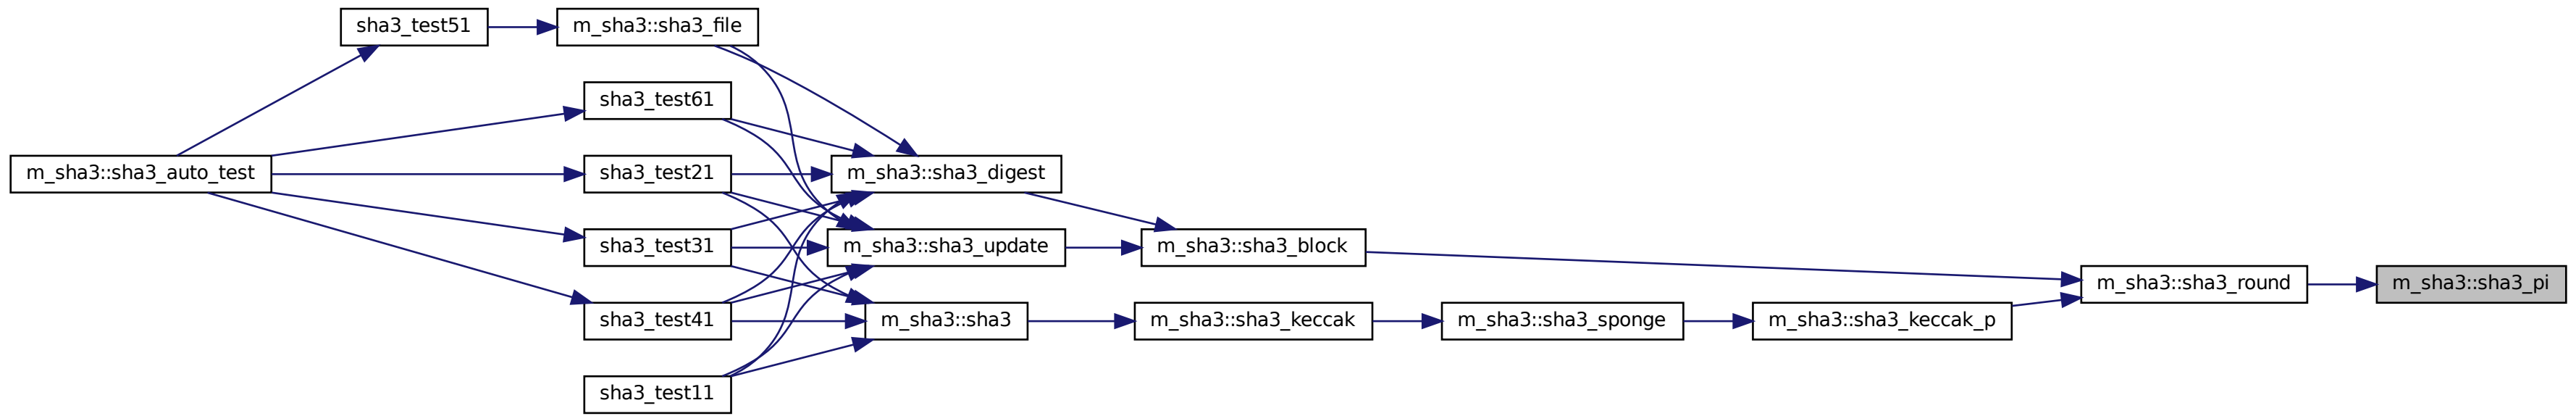 sha3_test51
m_sha3::sha3_file
sha3_test61
m_sha3::sha3_auto_test
sha3_test21
m_sha3::sha3_digest
sha3_test31
m_sha3::sha3_update
m_sha3::sha3_block
m_sha3::sha3_round
m_sha3::sha3_pi
sha3_test41
m_sha3::sha3
m_sha3::sha3_keccak
m_sha3::sha3_sponge
m_sha3::sha3_keccak_p
sha3_test11